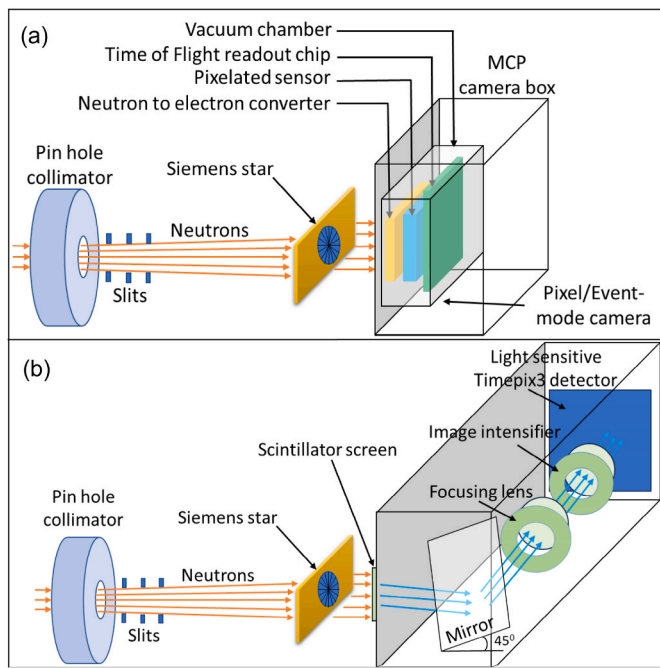 (a)
Vacuum chamber
Time of Flight readout chip
Pixelated sensor
Neutron to electron converter
MCP
camera box
Pin hole
collimator
Siemens star
Neutrons
Slits
Pixel/Event-
mode camera
(b)
Light sensitive
Timepix3 detector
Image intensifier
Scintillator screen
Focusing lens
Pin hole
collimator
Siemens star
Neutrons
Slits
Mirror
45⁰